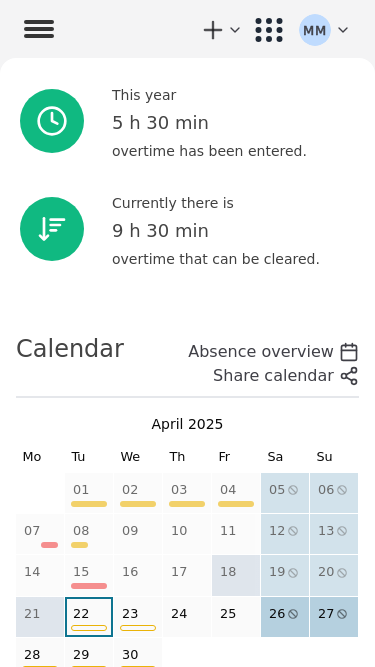 MM
This year
5 h 30 min
overtime has been entered.
Currently there is
9 h 30 min
overtime that can be cleared.
Calendar
Absence overview
Share calendar
April 2025
Mo Tu We Th Fr Sa Su
01 02 03 04 05 06
07 08 09 10 11 12 13
14 15 16 17 18 19 20
21 22 23 24 25 26 27
28 29 30